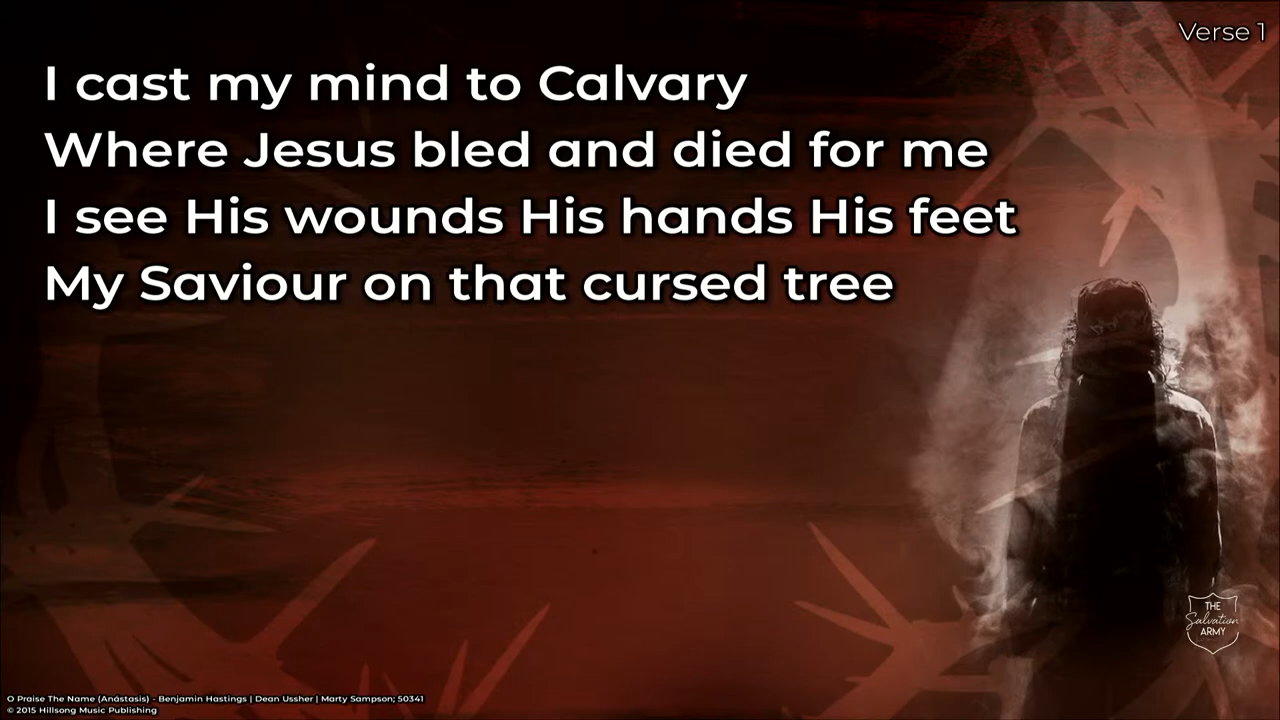 Verse 1
I cast my mind to Calvary
Where Jesus bled and died for me
I see His wounds His hands His feet
My Saviour on that cursed tree
THE
Salvation
ARMY
O Praise The Name (Anástasis) - Benjamin Hastings | Dean Ussher | Marty Sampson; 50341
© 2015 Hillsong Music Publishing